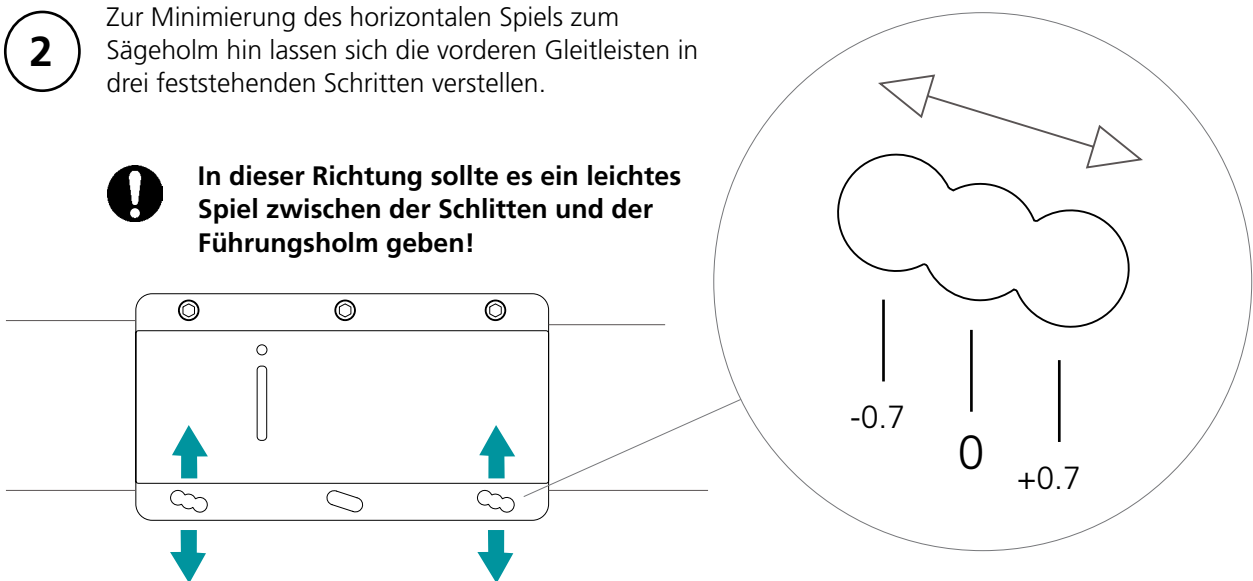 2
Zur Minimierung des horizontalen Spiels zum
Sägeholm hin lassen sich die vorderen Gleitleisten in
drei feststehenden Schritten verstellen.
In dieser Richtung sollte es ein leichtes
Spiel zwischen der Schlitten und der
Führungsholm geben!
-0.7
0
+0.7